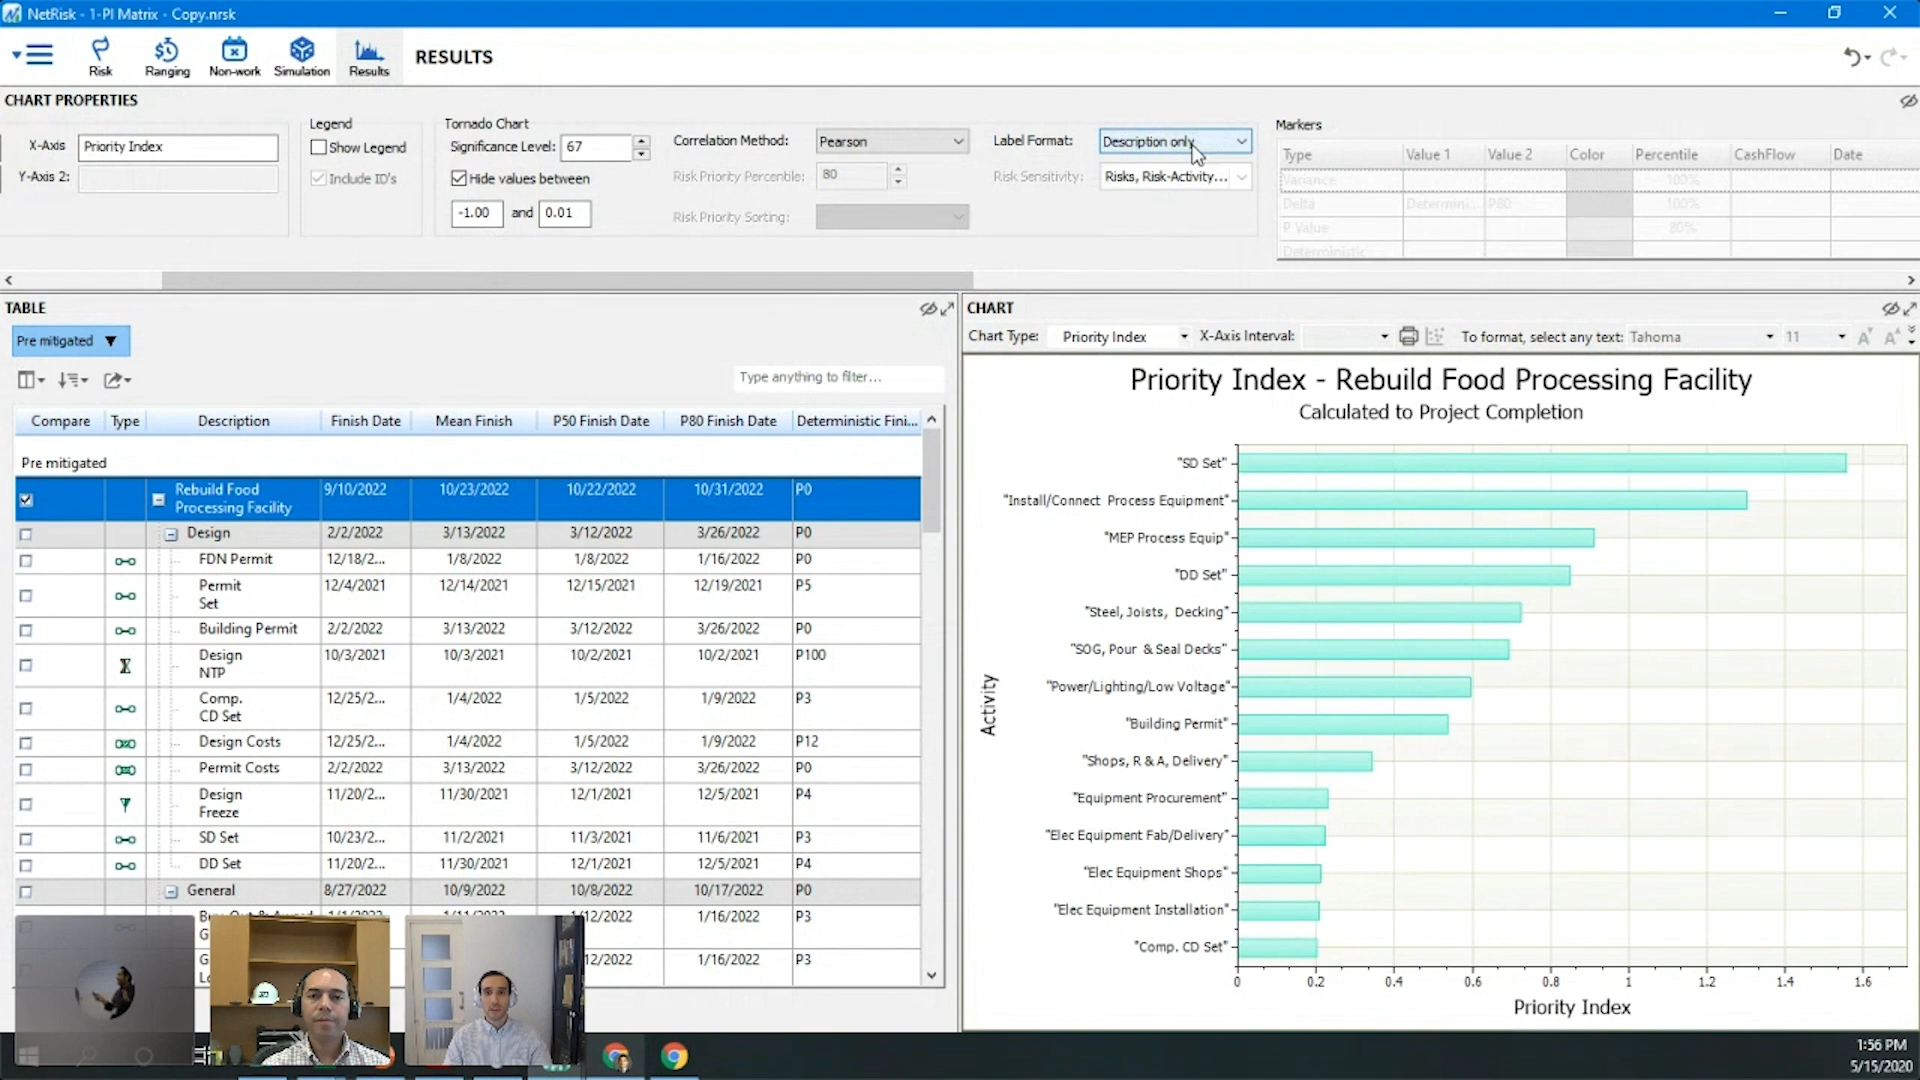 NetRisk - 1-PI Matrix - Copy.nrsk
Risk
Ranging
Non-work
Simulation
Results
RESULTS
CHART PROPERTIES
X-Axis
Priority Index
Y-Axis 2:
Legend
Show Legend
Include ID's
Tornado Chart
Significance Level: 67
Hide values between
-1.00 and 0.01
Correlation Method: Pearson
Risk Priority Percentile: 80
Risk Priority Sorting:
Label Format: Description only
Risk Sensitivity: Risks, Risk-Activity...
Markers
Type Value 1 Value 2 Color Percentile CashFlow Date
Variance 100%
Delta Determini... P80 100%
P Value 80%
Deterministic
TABLE
Pre mitigated
Type anything to filter...
Compare Type Description Finish Date Mean Finish P50 Finish Date P80 Finish Date Deterministic Fini...
Pre mitigated
Rebuild Food Processing Facility 9/10/2022 10/23/2022 10/22/2022 10/31/2022 P0
Design 2/2/2022 3/13/2022 3/12/2022 3/26/2022 P0
FDN Permit 12/18/2... 1/8/2022 1/8/2022 1/16/2022 P0
Permit Set 12/4/2021 12/14/2021 12/15/2021 12/19/2021 P5
Building Permit 2/2/2022 3/13/2022 3/12/2022 3/26/2022 P0
Design NTP 10/3/2021 10/3/2021 10/2/2021 10/2/2021 P100
Comp. CD Set 12/25/2... 1/4/2022 1/5/2022 1/9/2022 P3
Design Costs 12/25/2... 1/4/2022 1/5/2022 1/9/2022 P12
Permit Costs 2/2/2022 3/13/2022 3/12/2022 3/26/2022 P0
Design Freeze 11/20/2... 11/30/2021 12/1/2021 12/5/2021 P4
SD Set 10/23/2... 11/2/2021 11/3/2021 11/6/2021 P3
DD Set 11/20/2... 11/30/2021 12/1/2021 12/5/2021 P4
General 8/27/2022 10/9/2022 10/8/2022 10/17/2022 P0
1/16/2022 P3
1/16/2022 P3
CHART
Chart Type: Priority Index X-Axis Interval: To format, select any text: Tahoma 11
Priority Index - Rebuild Food Processing Facility
Calculated to Project Completion
"SD Set"
"Install/Connect Process Equipment"
"MEP Process Equip"
"DD Set"
"Steel, Joists, Decking"
"SOG, Pour & Seal Decks"
"Power/Lighting/Low Voltage"
"Building Permit"
"Shops, R & A, Delivery"
"Equipment Procurement"
"Elec Equipment Fab/Delivery"
"Elec Equipment Shops"
"Elec Equipment Installation"
"Comp. CD Set"
Activity
0 0.2 0.4 0.6 0.8 1 1.2 1.4 1.6
Priority Index
1:56 PM
5/15/2020